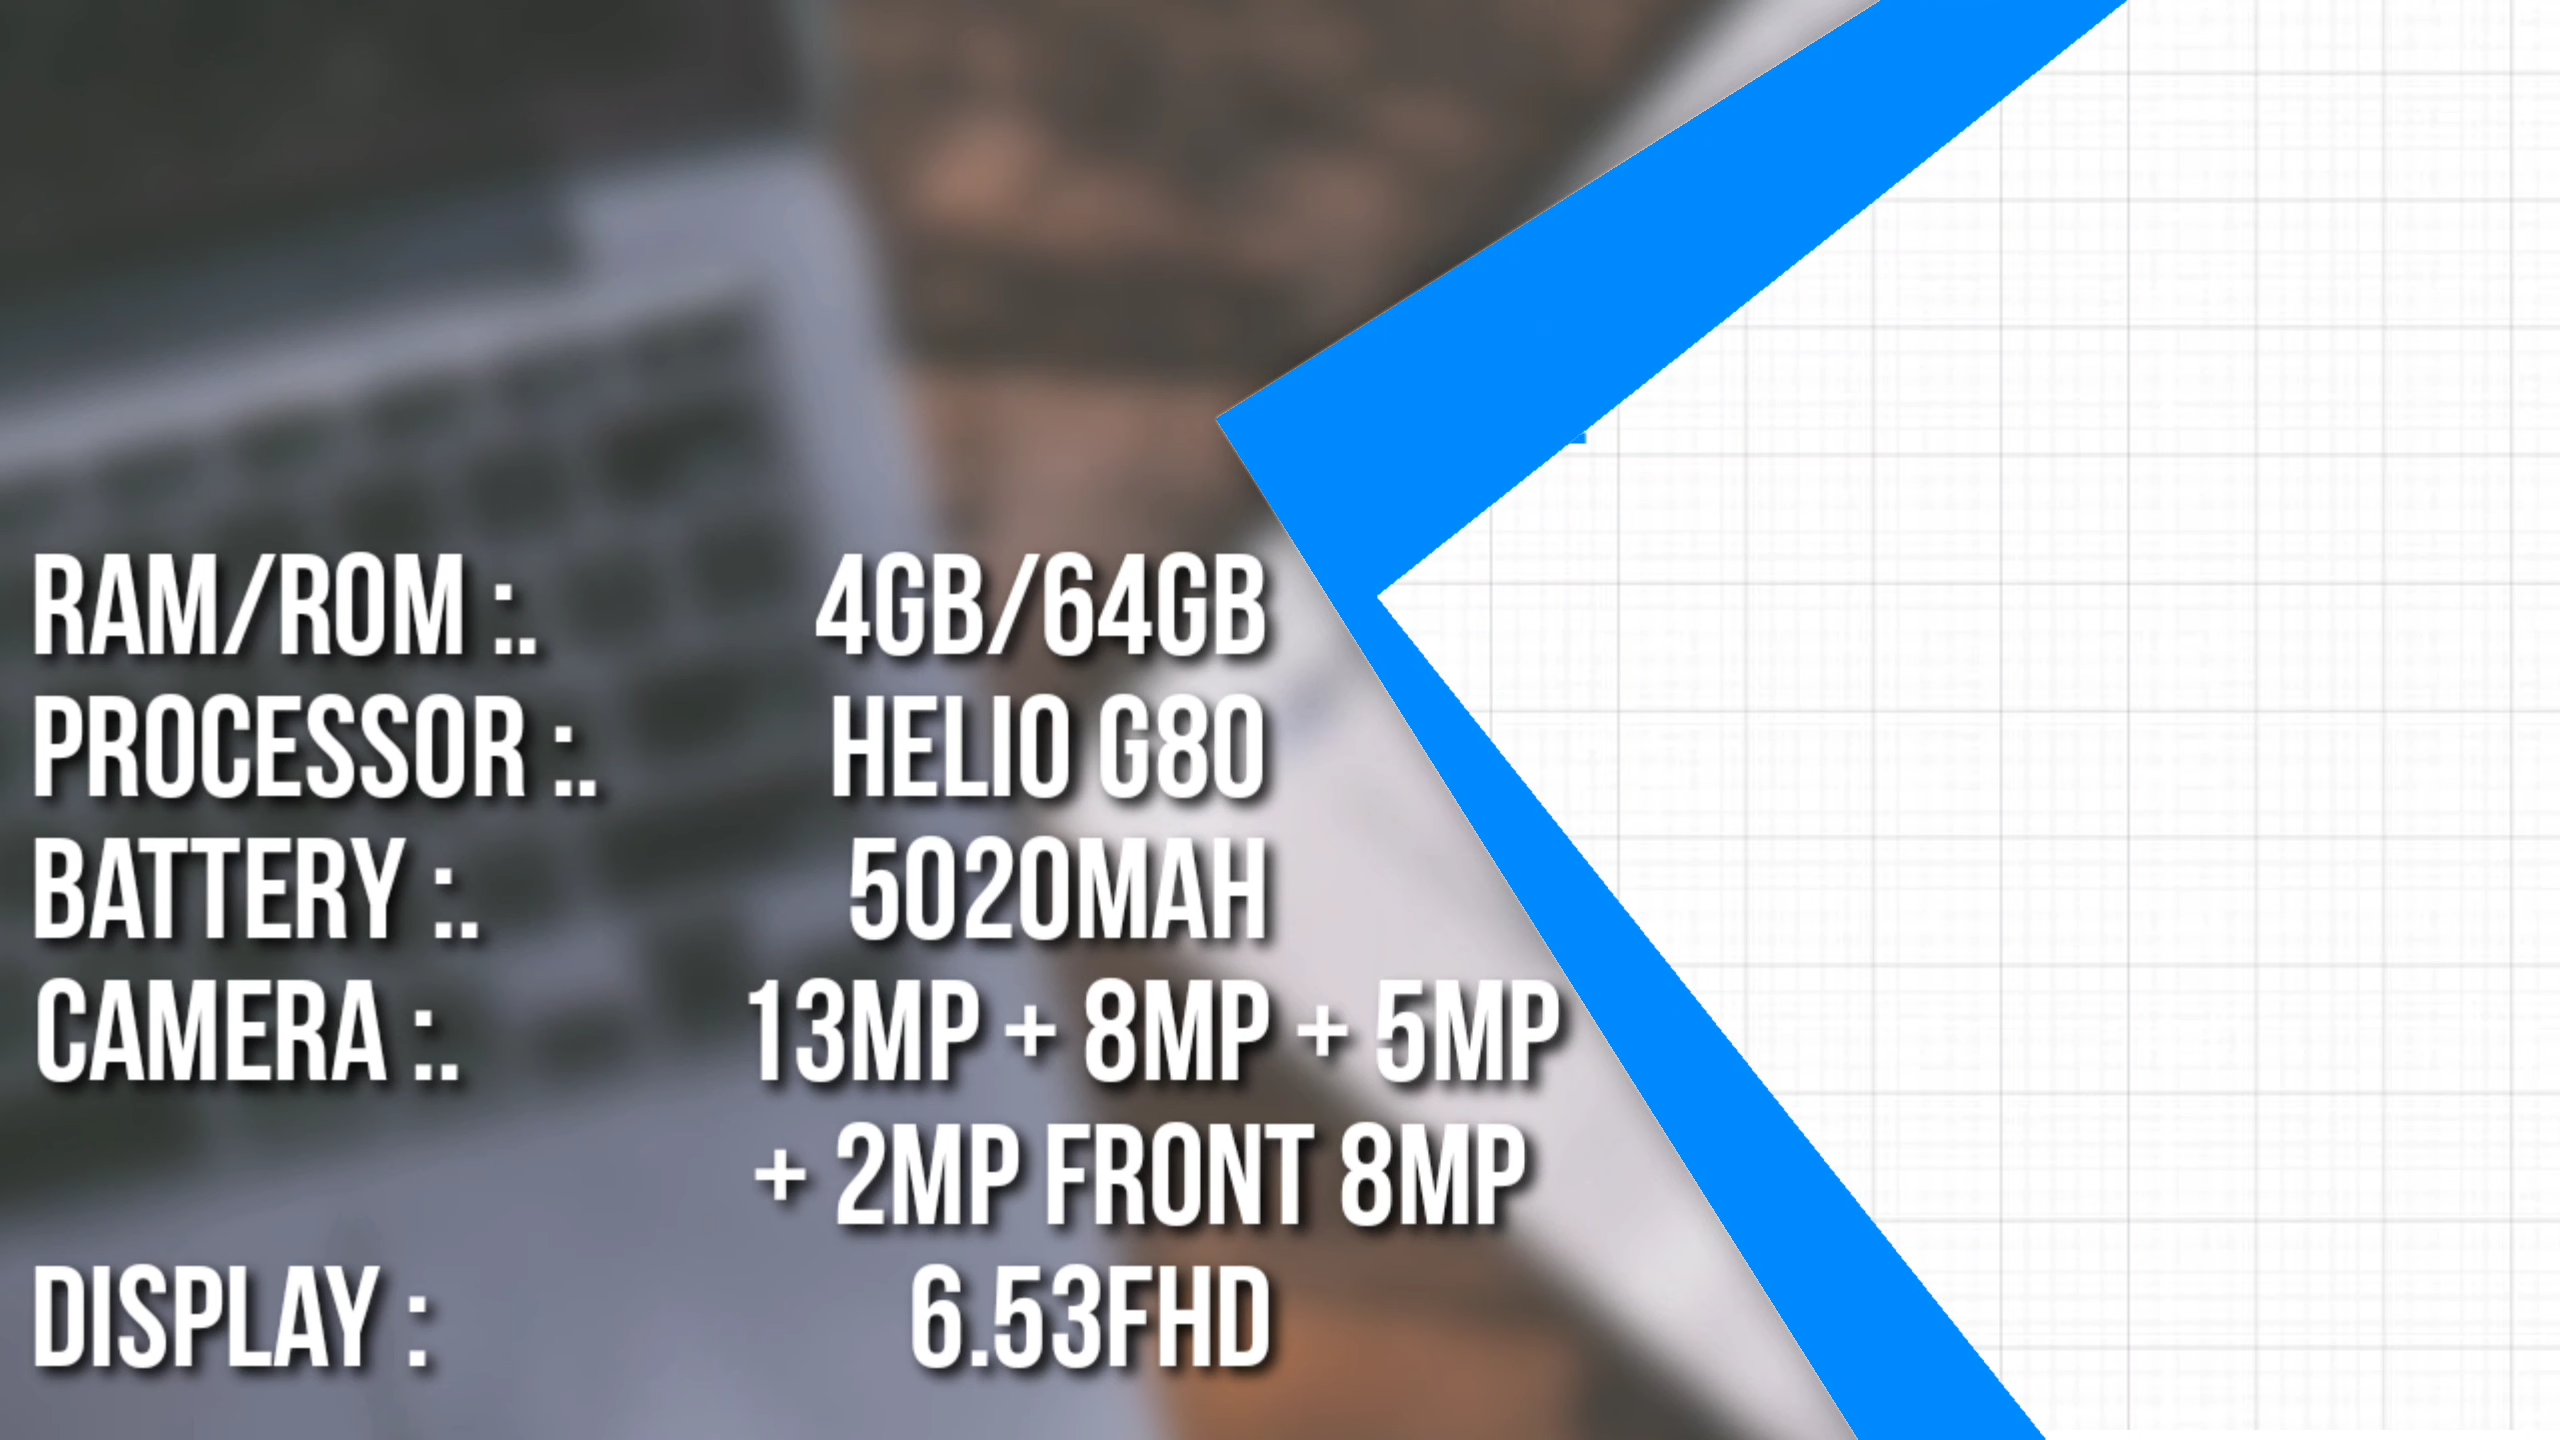 RAM/ROM :. 4GB/64GB
PROCESSOR :. HELIO G80
BATTERY :. 5020MAH
CAMERA :. 13MP + 8MP + 5MP
+ 2MP FRONT 8MP
DISPLAY : 6.53FHD